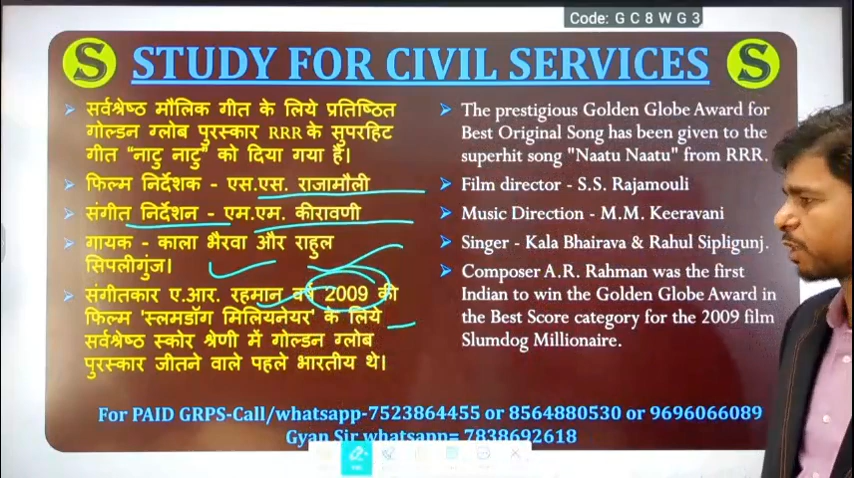 Code: G C 8 W G 3
S STUDY FOR CIVIL SERVICES S
सर्वश्रेष्ठ मौलिक गीत के लिये प्रतिष्ठित
गोल्डन ग्लोब पुरस्कार RRR के सुपरहिट
गीत "नाटु नाटु" को दिया गया है।
फिल्म निर्देशक - एस.एस. राजामौली
संगीत निर्देशन - एम.एम. कीरावणी
गायक - काला भैरवा और राहुल
सिपलीगुंज।
संगीतकार ए.आर. रहमान वर्ष 2009 की
फिल्म 'स्लमडॉग मिलियनेयर' के लिये
सर्वश्रेष्ठ स्कोर श्रेणी में गोल्डन ग्लोब
पुरस्कार जीतने वाले पहले भारतीय थे।
The prestigious Golden Globe Award for
Best Original Song has been given to the
superhit song "Naatu Naatu" from RRR.
Film director - S.S. Rajamouli
Music Direction - M.M. Keeravani
Singer - Kala Bhairava & Rahul Sipligunj.
Composer A.R. Rahman was the first
Indian to win the Golden Globe Award in
the Best Score category for the 2009 film
Slumdog Millionaire.
For PAID GRPS-Call/whatsapp-7523864455 or 8564880530 or 9696066089
Gyan Sir whatsapp= 7838692618